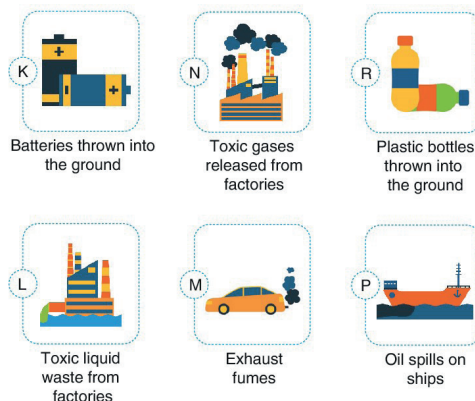 K
Batteries thrown into
the ground
N
Toxic gases
released from
factories
R
Plastic bottles
thrown into
the ground
L
Toxic liquid
waste from
factories
M
Exhaust
fumes
P
Oil spills on
ships